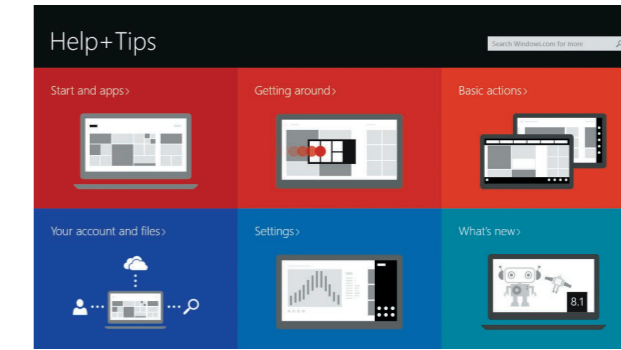 Help+Tips
Search Windows.com for more
Start and apps>
Getting around>
Basic actions>
Your account and files>
Settings>
What's new>
8.1